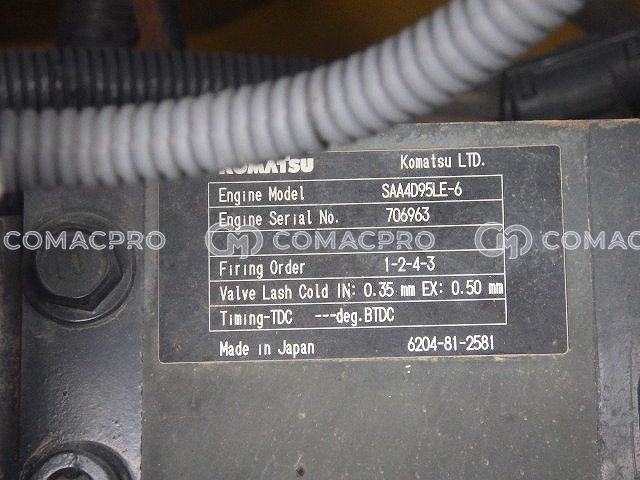 KOMATSU Komatsu LTD.
Engine Model SAA4D95LE-6
Engine Serial No. 706963
COMACPRO COMACPRO COMACPRO
Firing Order 1-2-4-3
Valve Lash Cold IN: 0.35 mm EX: 0.50 mm
Timing-TDC ---deg.BTDC
Made in Japan 6204-81-2581